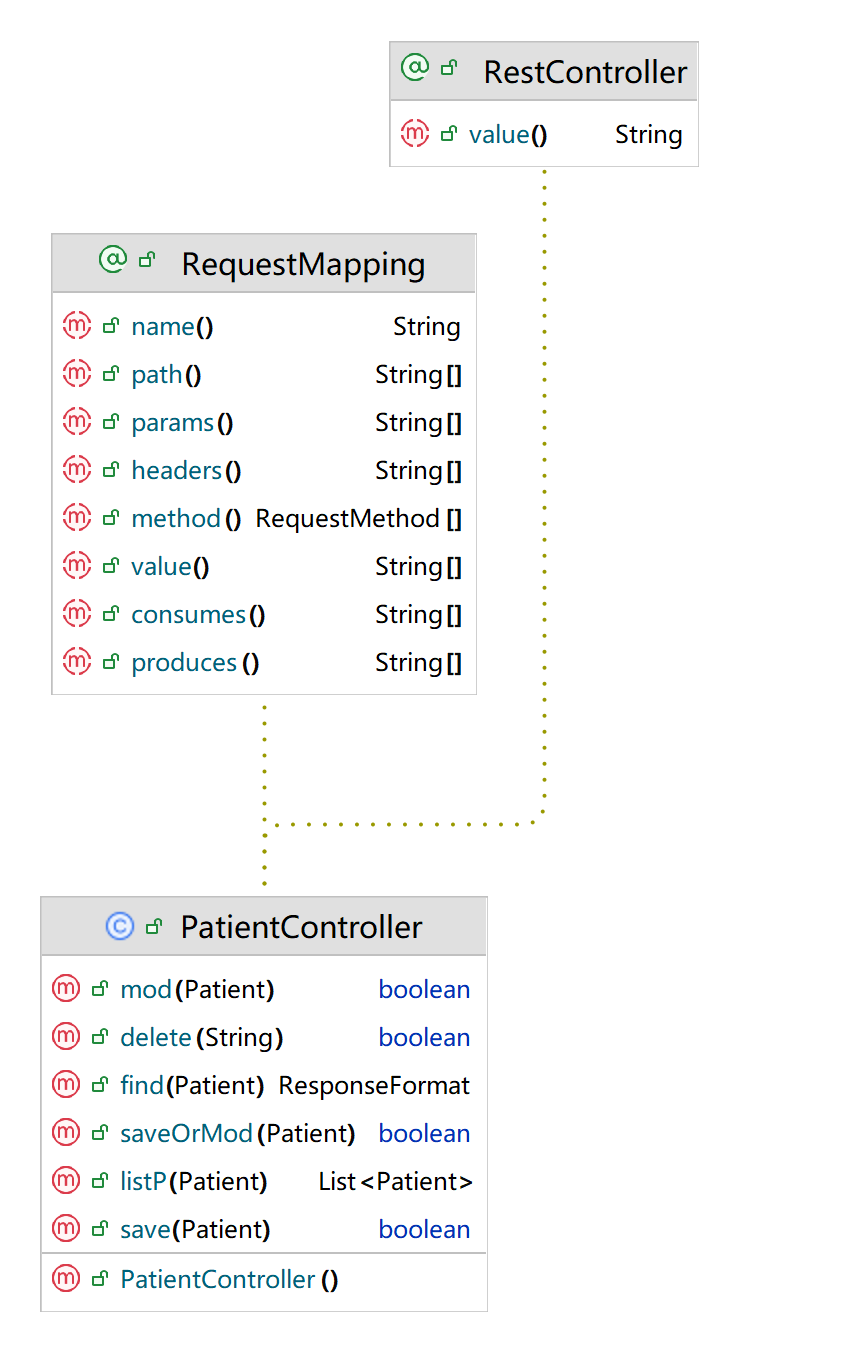 RestController
value() String
RequestMapping
name() String
path() String[]
params() String[]
headers() String[]
method() RequestMethod[]
value() String[]
consumes() String[]
produces() String[]
PatientController
mod(Patient) boolean
delete(String) boolean
find(Patient) ResponseFormat
saveOrMod(Patient) boolean
listP(Patient) List<Patient>
save(Patient) boolean
PatientController()